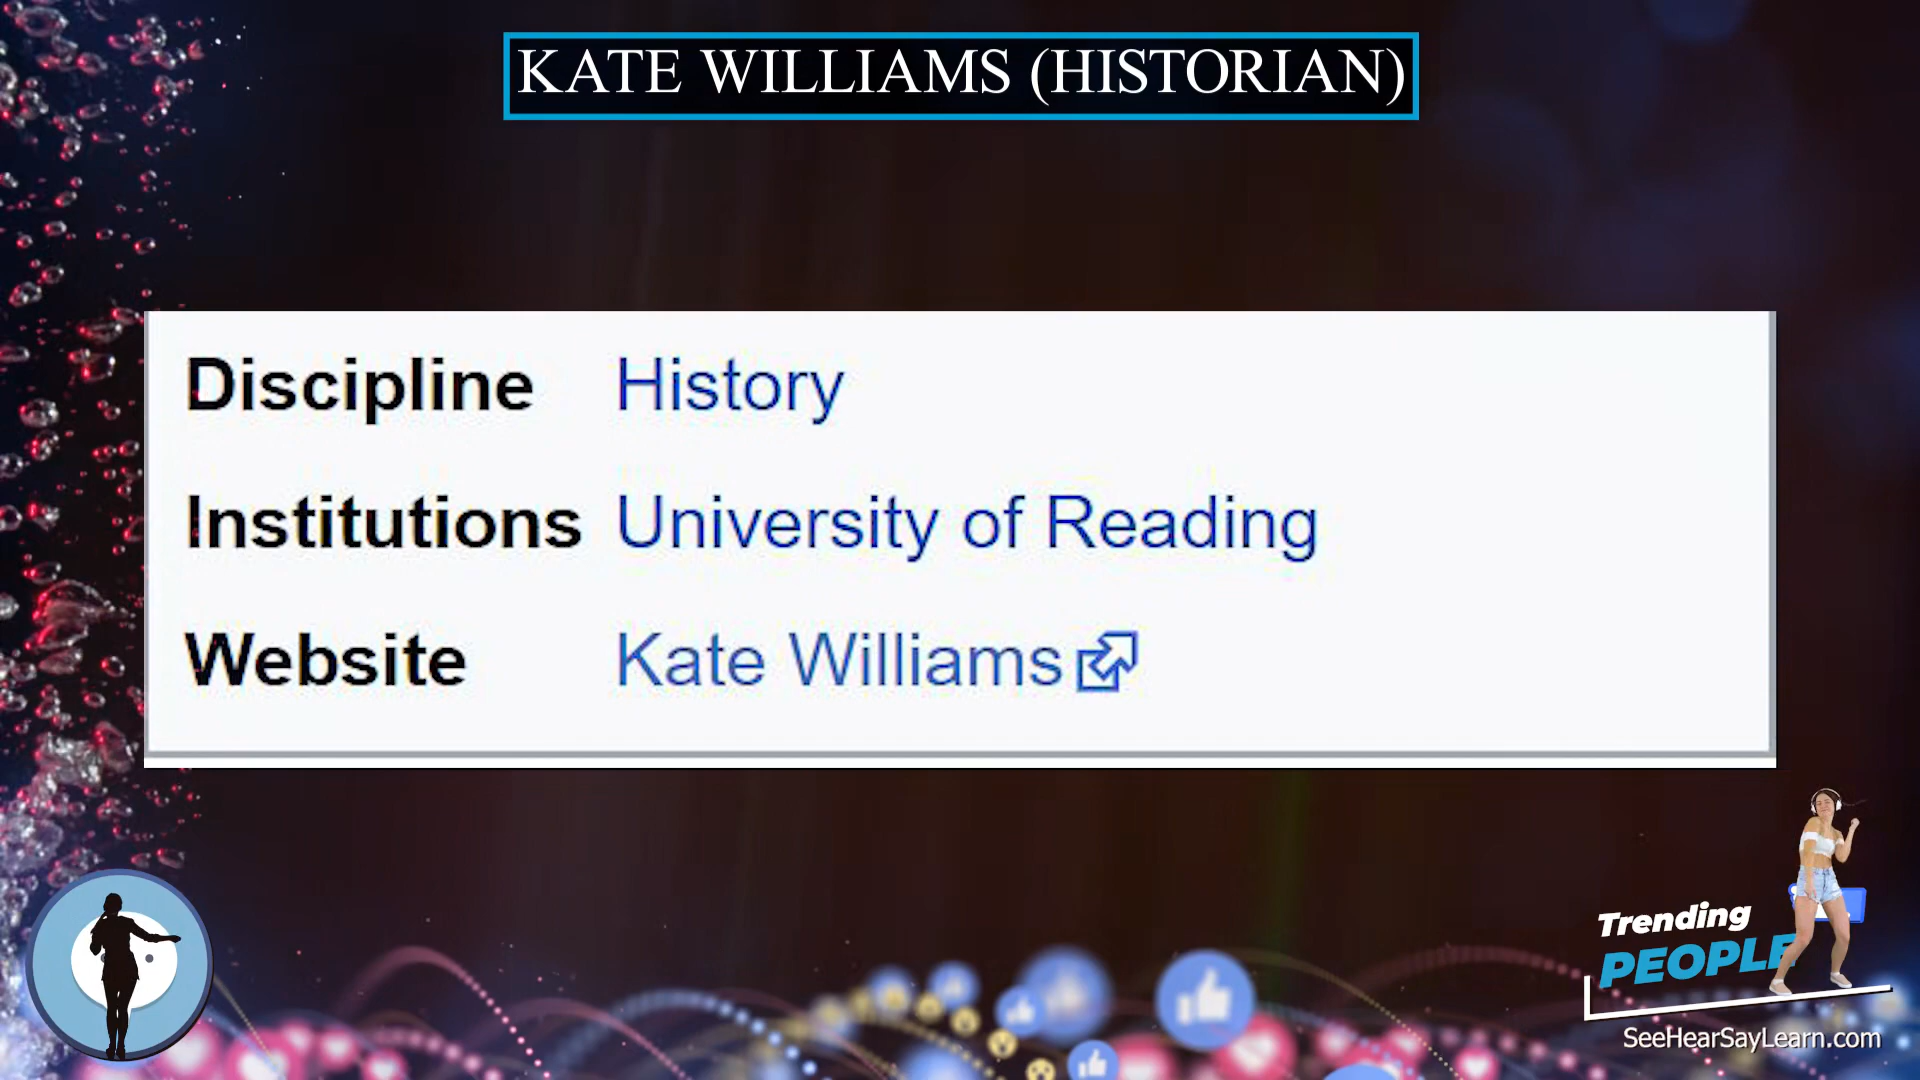 KATE WILLIAMS (HISTORIAN)
Discipline History
Institutions University of Reading
Website Kate Williams
Trending
PEOPLE
SeeHearSayLearn.com